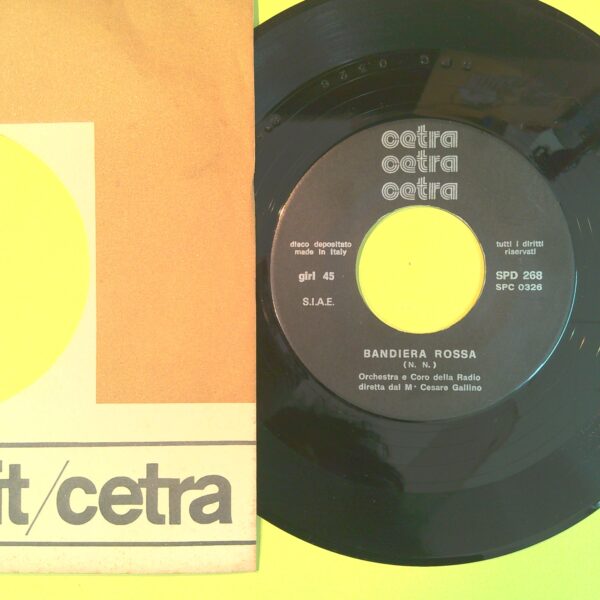 cetra
cetra
cetra
disco depositato
made in Italy
tutti i diritti
riservati
giri 45
SPD 268
SPC 0326
S.I.A.E.
BANDIERA ROSSA
(N. N.)
Orchestra e Coro della Radio
diretta dal M° Cesare Gallino
it/cetra